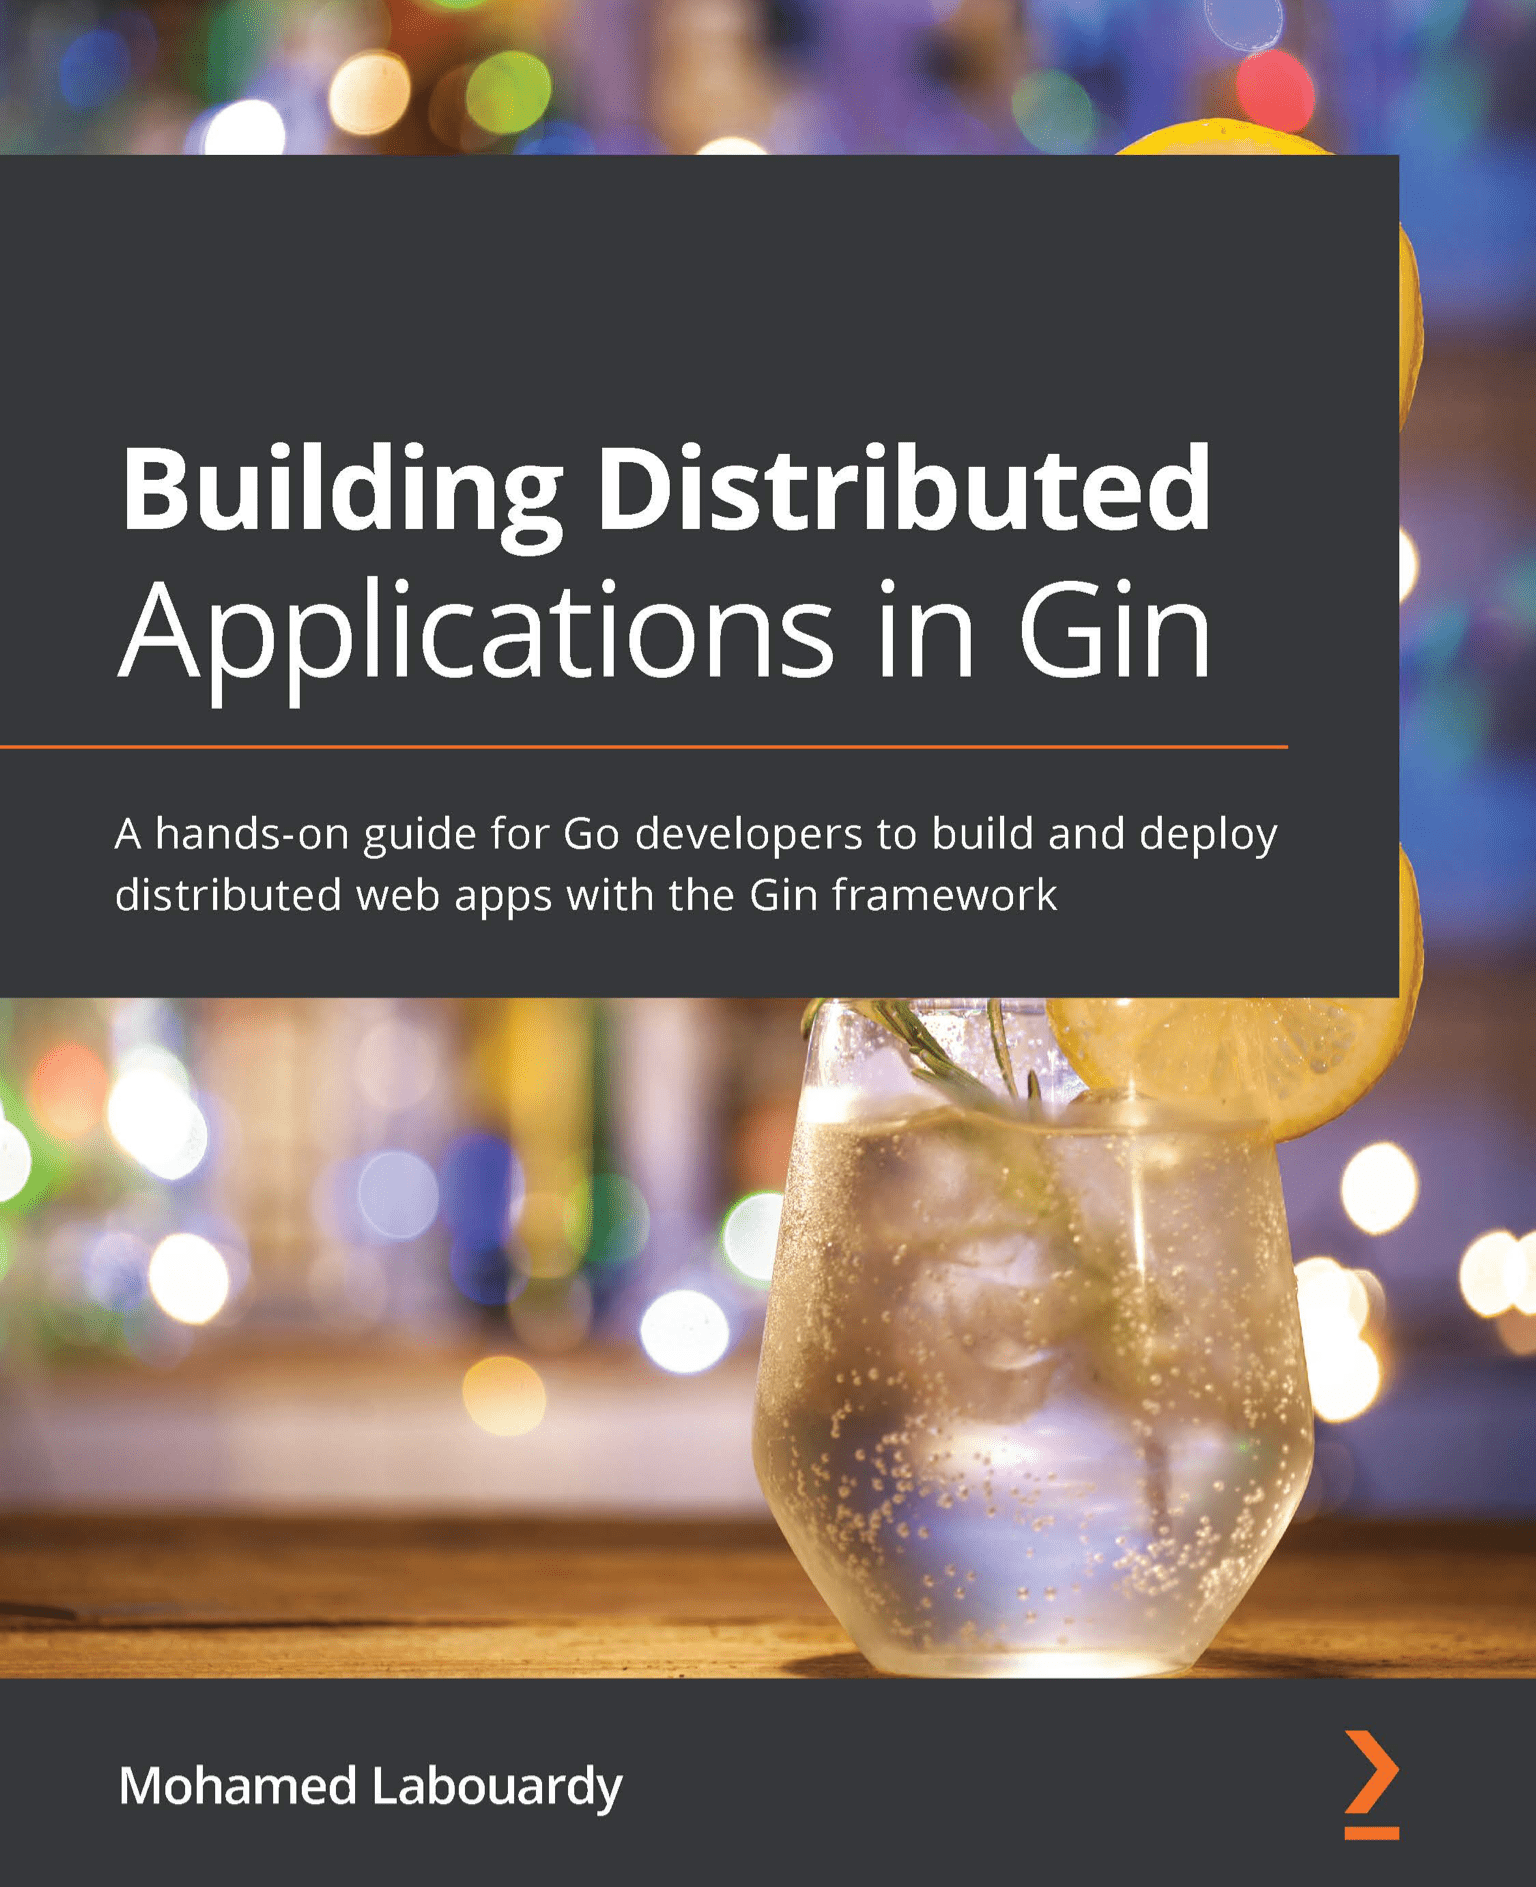 Building Distributed
Applications in Gin
A hands-on guide for Go developers to build and deploy
distributed web apps with the Gin framework
Mohamed Labouardy